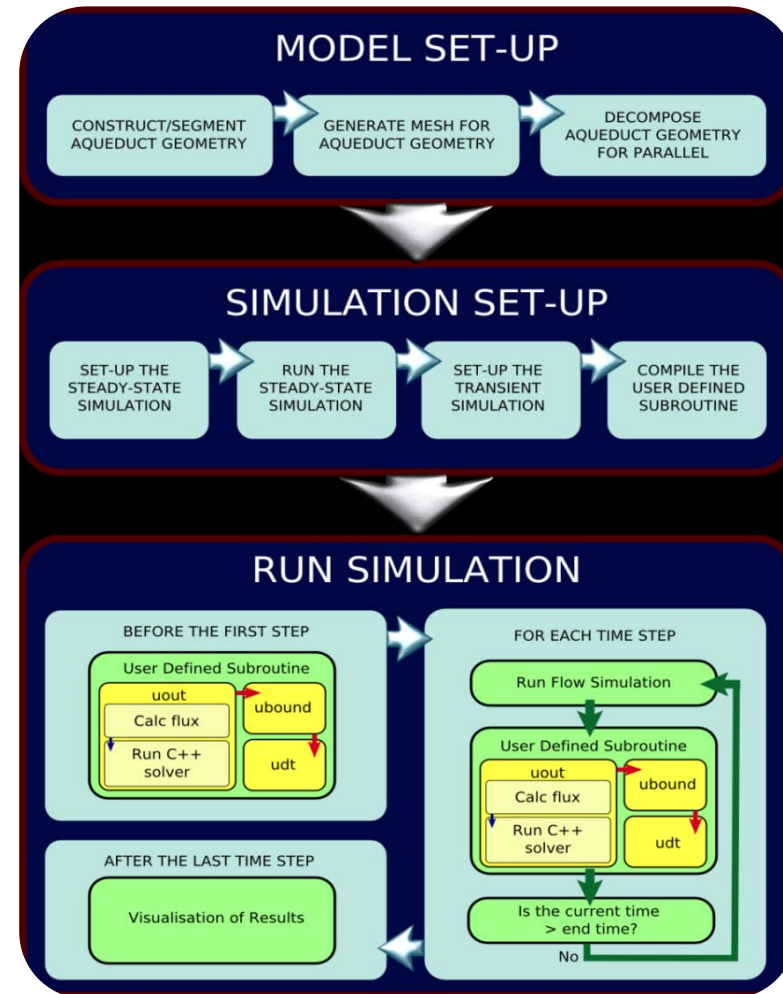 MODEL SET-UP
CONSTRUCT/SEGMENT
AQUEDUCT GEOMETRY
GENERATE MESH FOR
AQUEDUCT GEOMETRY
DECOMPOSE
AQUEDUCT GEOMETRY
FOR PARALLEL
SIMULATION SET-UP
SET-UP THE
STEADY-STATE
SIMULATION
RUN THE
STEADY-STATE
SIMULATION
SET-UP THE
TRANSIENT
SIMULATION
COMPILE THE
USER DEFINED
SUBROUTINE
RUN SIMULATION
BEFORE THE FIRST STEP
User Defined Subroutine
uout
Calc flux
Run C++
solver
ubound
udt
FOR EACH TIME STEP
Run Flow Simulation
User Defined Subroutine
uout
Calc flux
Run C++
solver
ubound
udt
Is the current time
> end time?
No
AFTER THE LAST TIME STEP
Visualisation of Results